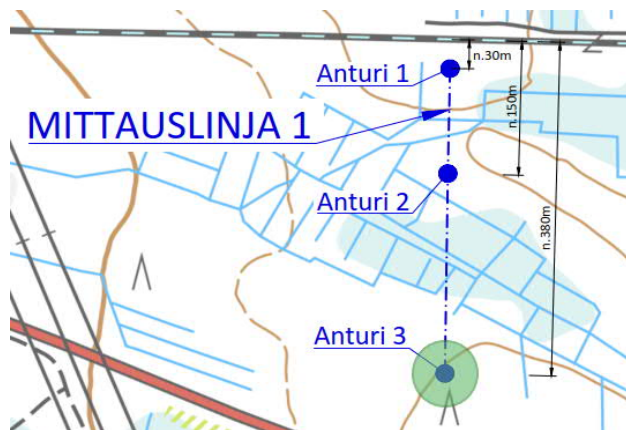 n.30m
Anturi 1
MITTAUSLINJA 1
n.150m
Anturi 2
n.380m
Anturi 3